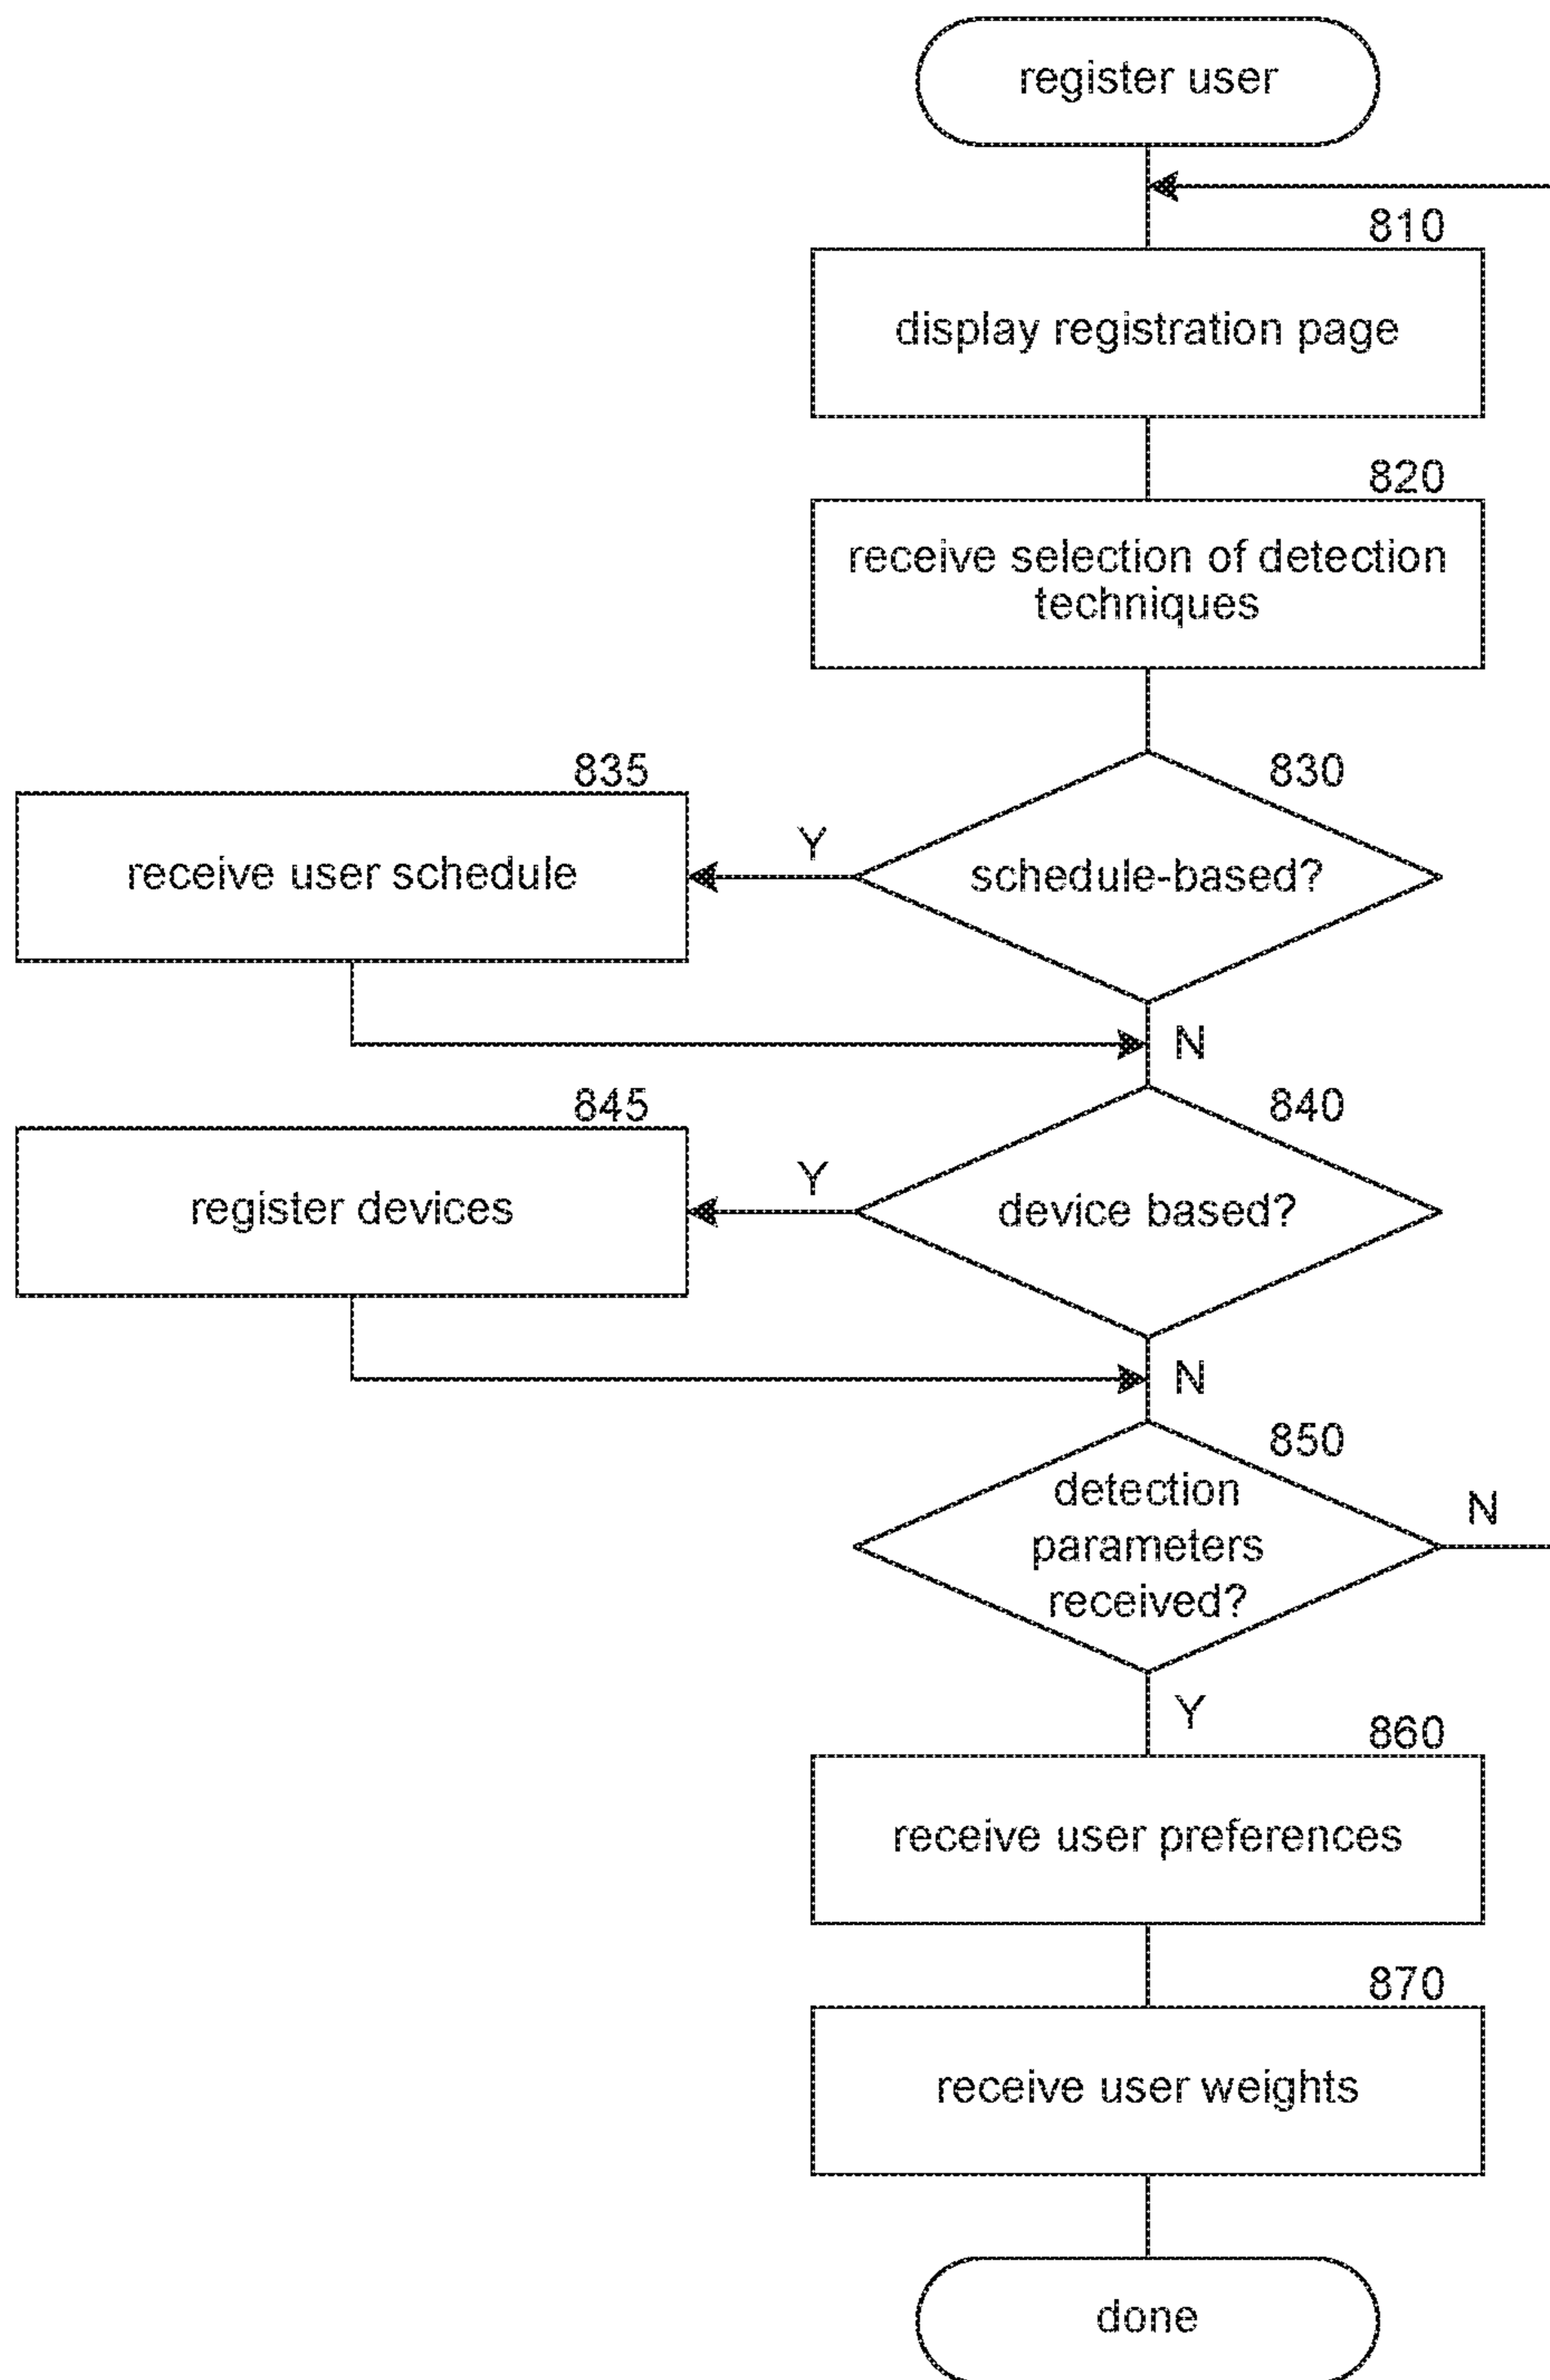 register user
810
display registration page
820
receive selection of detection
techniques
830
schedule-based?
Y
835
receive user schedule
N
840
device based?
Y
845
register devices
N
850
detection
parameters
received?
N
Y
860
receive user preferences
870
receive user weights
done